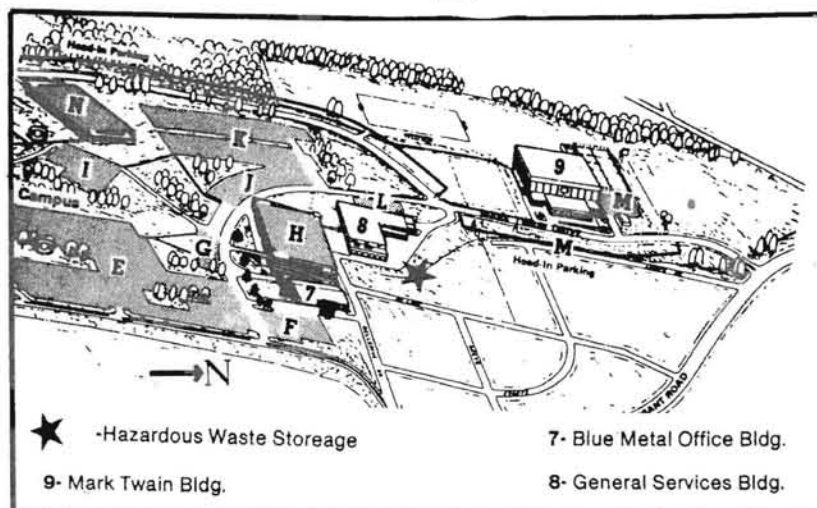 Head-In Parking
N
K
I
J
Campus
L
9
M
G
H
8
E
M
Head-In Parking
7
F
N
ROAD
-Hazardous Waste Storeage
7- Blue Metal Office Bldg.
9- Mark Twain Bldg.
8- General Services Bldg.